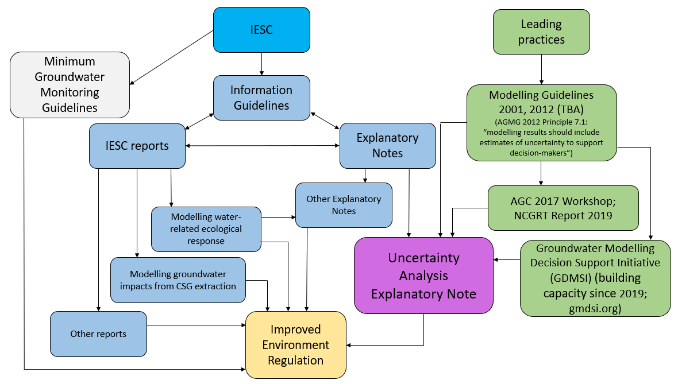 IESC
Leading
practices
Minimum
Groundwater
Monitoring
Guidelines
Information
Guidelines
Modelling Guidelines
2001, 2012 (TBA)
(AGMG 2012 Principle 7.1:
“modelling results should include
estimates of uncertainty to support
decision-makers”)
IESC reports
Explanatory
Notes
Other Explanatory
Notes
AGC 2017 Workshop;
NCGRT Report 2019
Modelling water-
related ecological
response
Uncertainty
Analysis
Explanatory Note
Groundwater Modelling
Decision Support Initiative
(GDMSI) (building
capacity since 2019;
gmdsi.org)
Modelling groundwater
impacts from CSG extraction
Other reports
Improved
Environment
Regulation